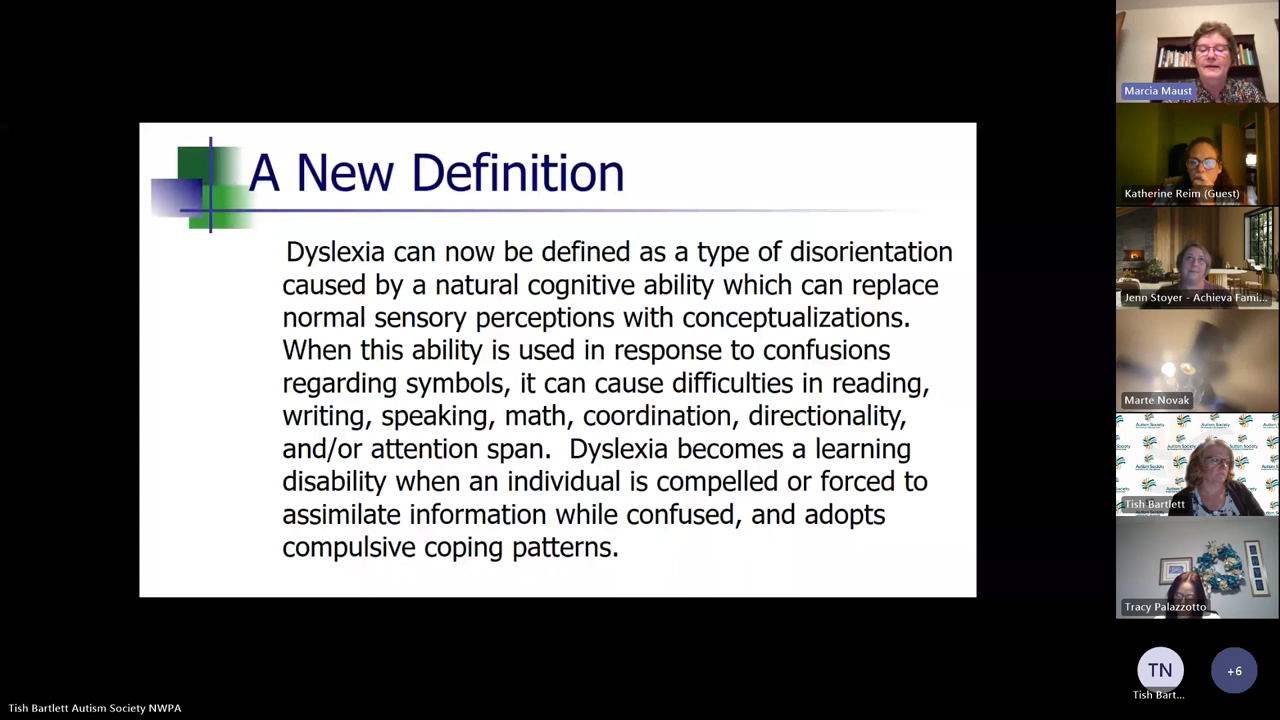 A New Definition
Dyslexia can now be defined as a type of disorientation
caused by a natural cognitive ability which can replace
normal sensory perceptions with conceptualizations.
When this ability is used in response to confusions
regarding symbols, it can cause difficulties in reading,
writing, speaking, math, coordination, directionality,
and/or attention span.  Dyslexia becomes a learning
disability when an individual is compelled or forced to
assimilate information while confused, and adopts
compulsive coping patterns.
Marcia Maust
Katherine Reim (Guest)
Jenn Stoyer - Achieva Fami...
Marte Novak
Autism Society
Tish Bartlett
Tracy Palazzotto
TN
+6
Tish Bart...
Tish Bartlett Autism Society NWPA